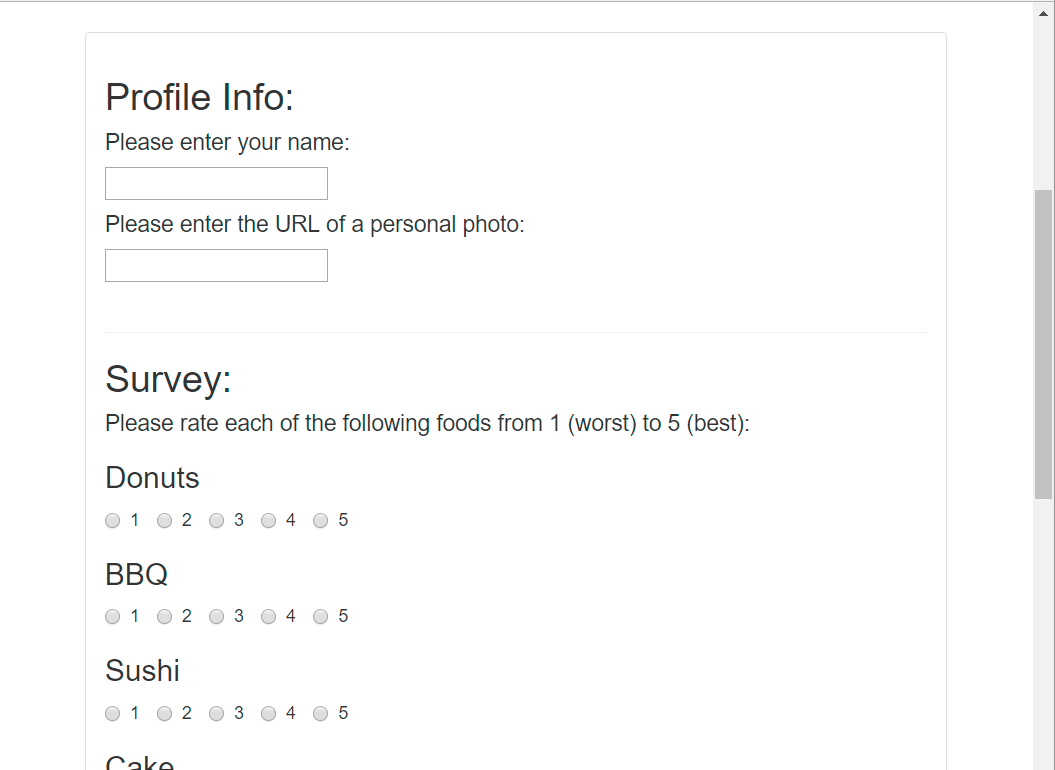 Profile Info:
Please enter your name:
Please enter the URL of a personal photo:
Survey:
Please rate each of the following foods from 1 (worst) to 5 (best):
Donuts
1 2 3 4 5
BBQ
1 2 3 4 5
Sushi
1 2 3 4 5
Cake